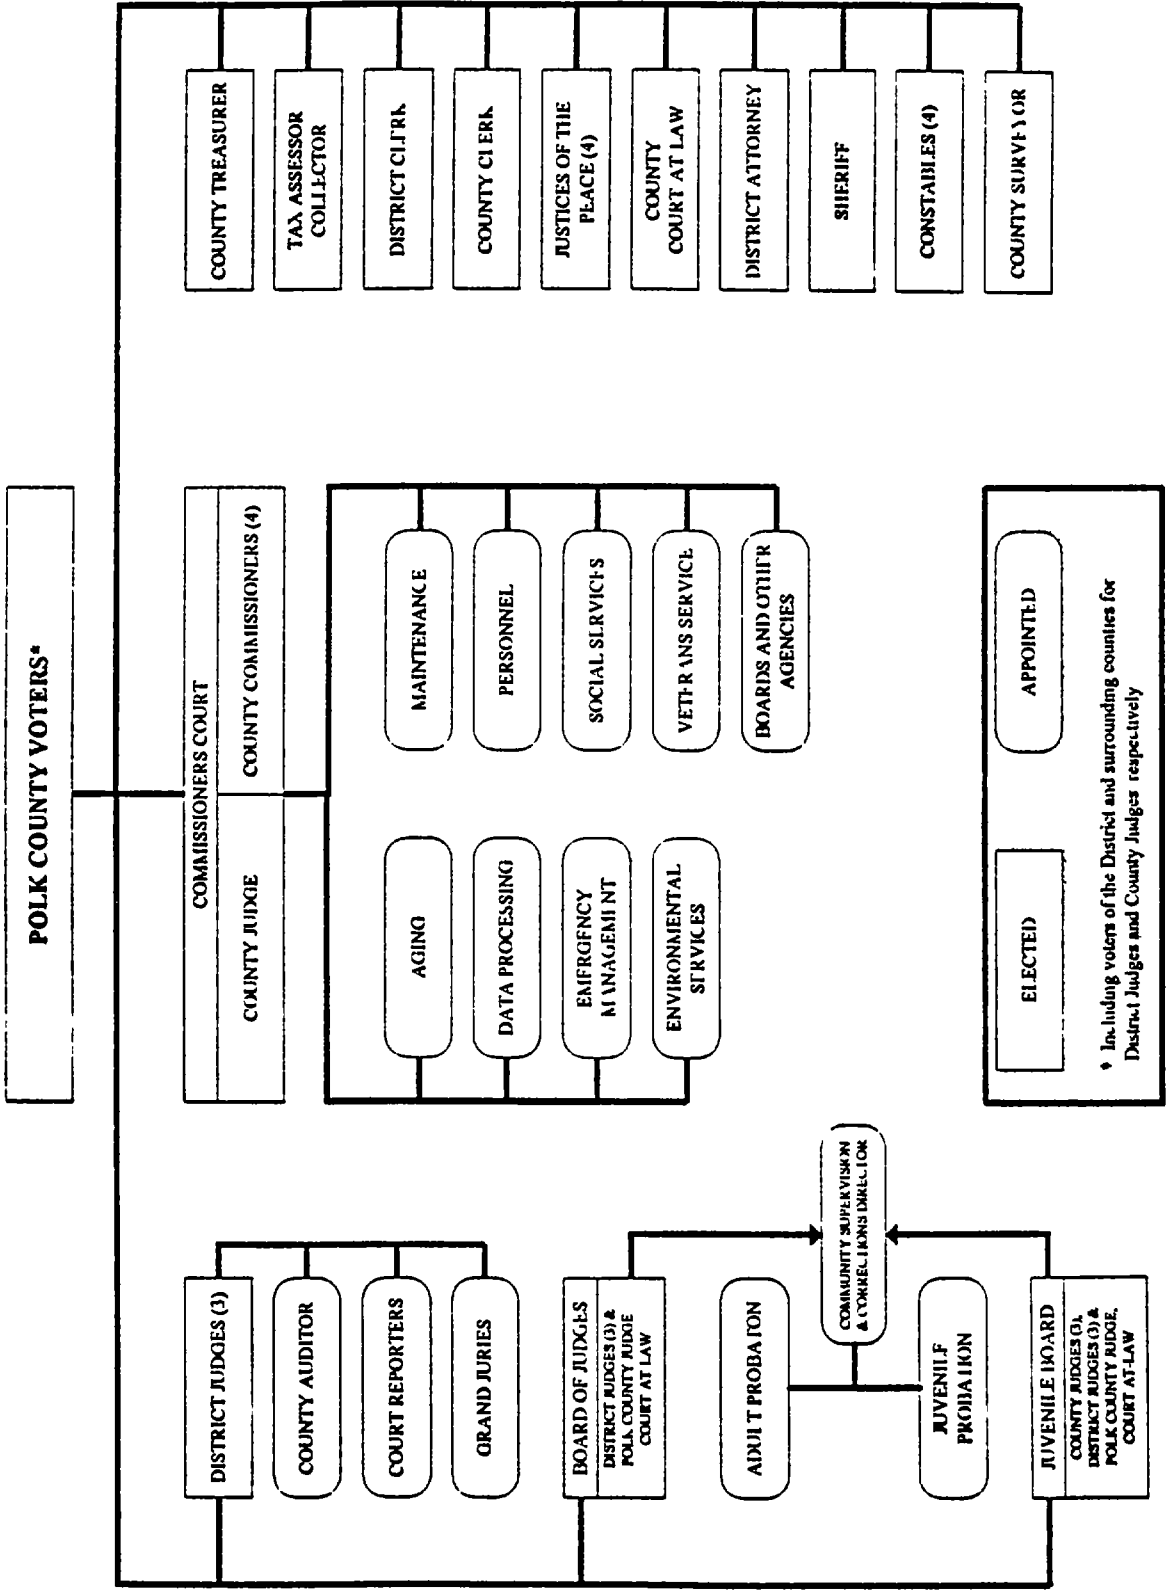 POLK COUNTY VOTERS*
COMMISSIONERS COURT
COUNTY JUDGE
COUNTY COMMISSIONERS (4)
DISTRICT JUDGES (3)
COUNTY AUDITOR
COURT REPORTERS
GRAND JURIES
BOARD OF JUDGES
DISTRICT JUDGES (3) &
POLK COUNTY JUDGE
COURT AT LAW
ADULT PROBATON
COMMUNITY SUPERVISION
& CORRECTIONS DIRECTOR
JUVENILE
PROBATION
JUVENILE BOARD
COUNTY JUDGES (3),
DISTRICT JUDGES (3) &
POLK COUNTY JUDGE,
COURT AT-LAW
AGING
DATA PROCESSING
EMERGENCY
MANAGEMENT
ENVIRONMENTAL
SERVICES
MAINTENANCE
PERSONNEL
SOCIAL SERVICES
VETERANS SERVICE
BOARDS AND OTHER
AGENCIES
COUNTY TREASURER
TAX ASSESSOR
COLLECTOR
DISTRICT CLERK
COUNTY CLERK
JUSTICES OF THE
PEACE (4)
COUNTY
COURT AT LAW
DISTRICT ATTORNEY
SHERIFF
CONSTABLES (4)
COUNTY SURVEYOR
ELECTED
APPOINTED
* Including voters of the District and surrounding counties for
District Judges and County Judges respectively